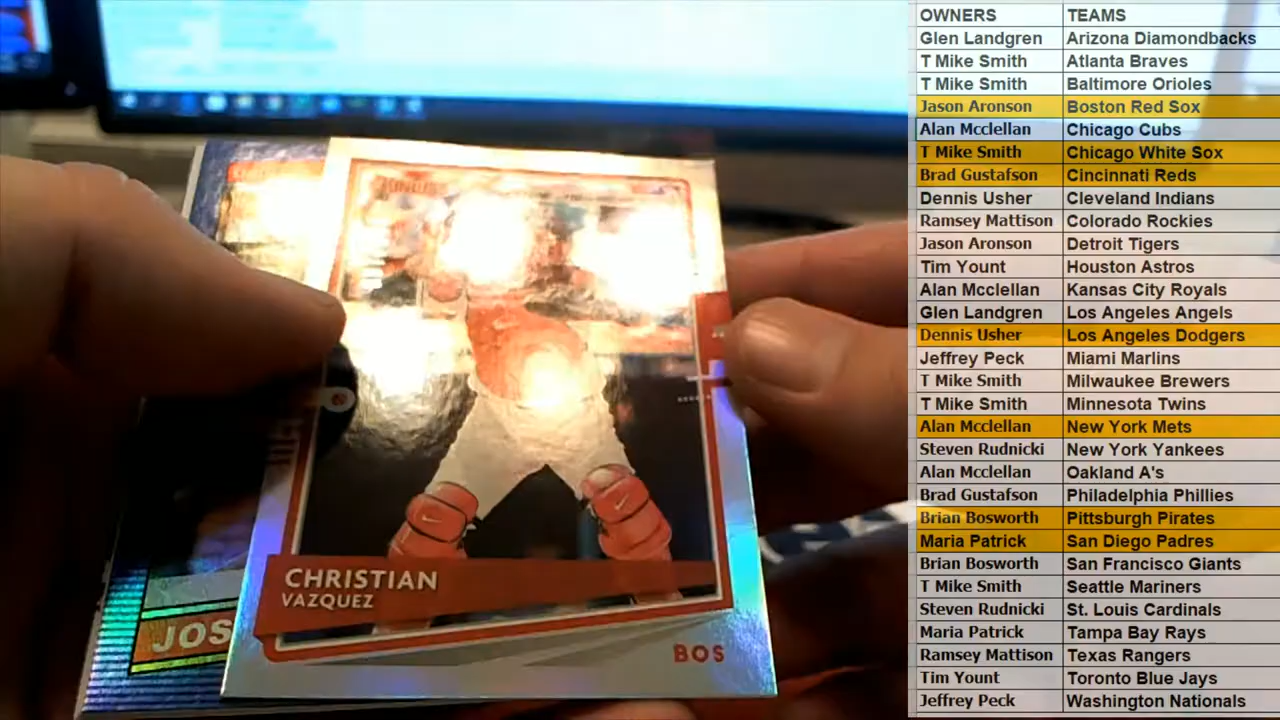 CHRISTIAN
VAZQUEZ
BOS
JOS
OWNERS TEAMS
Glen Landgren Arizona Diamondbacks
T Mike Smith Atlanta Braves
T Mike Smith Baltimore Orioles
Jason Aronson Boston Red Sox
Alan Mcclellan Chicago Cubs
T Mike Smith Chicago White Sox
Brad Gustafson Cincinnati Reds
Dennis Usher Cleveland Indians
Ramsey Mattison Colorado Rockies
Jason Aronson Detroit Tigers
Tim Yount Houston Astros
Alan Mcclellan Kansas City Royals
Glen Landgren Los Angeles Angels
Dennis Usher Los Angeles Dodgers
Jeffrey Peck Miami Marlins
T Mike Smith Milwaukee Brewers
T Mike Smith Minnesota Twins
Alan Mcclellan New York Mets
Steven Rudnicki New York Yankees
Alan Mcclellan Oakland A's
Brad Gustafson Philadelphia Phillies
Brian Bosworth Pittsburgh Pirates
Maria Patrick San Diego Padres
Brian Bosworth San Francisco Giants
T Mike Smith Seattle Mariners
Steven Rudnicki St. Louis Cardinals
Maria Patrick Tampa Bay Rays
Ramsey Mattison Texas Rangers
Tim Yount Toronto Blue Jays
Jeffrey Peck Washington Nationals